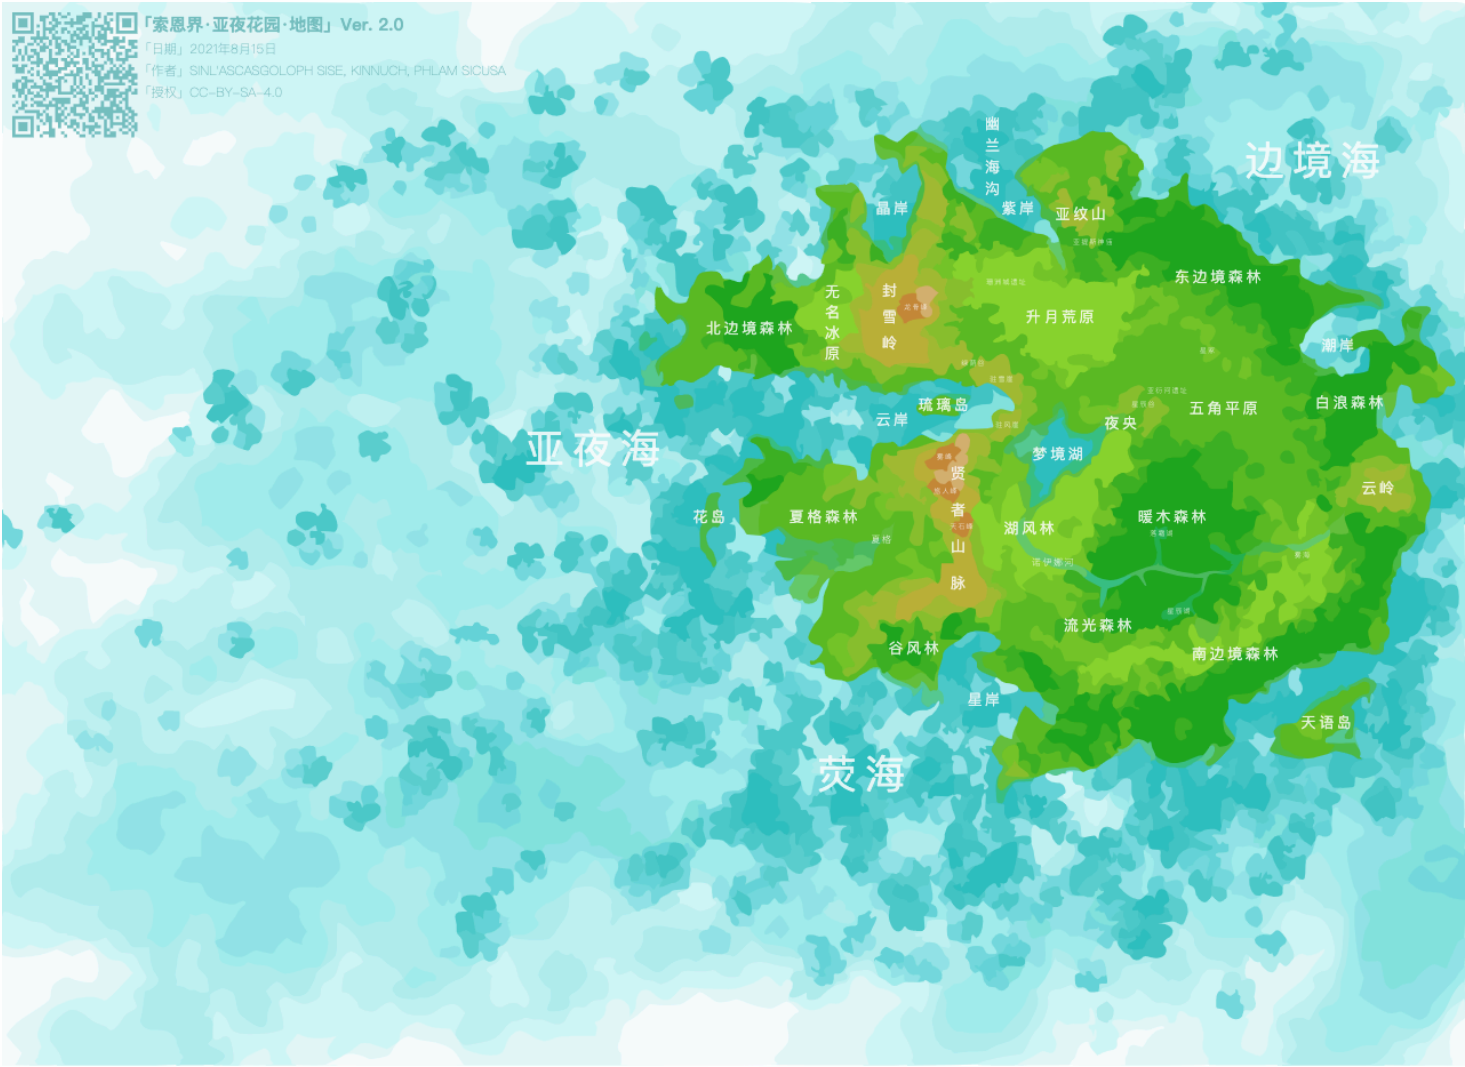 「索恩界·亚夜花园·地图」Ver. 2.0
「日期」2021年8月15日
「作者」SINL'ASCASGOLOPH SISE, KINNUCH, PHLAM SICUSA
「授权」CC-BY-SA-4.0
幽兰海沟
边境海
晶岸
紫岸
亚纹山
东边境森林
无名冰原
封雪岭
升月荒原
北边境森林
潮岸
琉璃岛
云岸
夜央
五角平原
白浪森林
亚夜海
梦境湖
贤者山脉
云岭
花岛
夏格森林
湖风林
暖木森林
夏格
诺伊娜河
流光森林
谷风林
南边境森林
星岸
天语岛
荧海